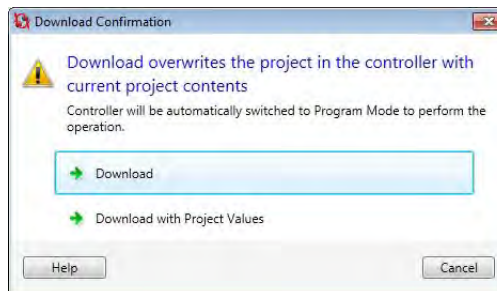 Download Confirmation
Download overwrites the project in the controller with
current project contents
Controller will be automatically switched to Program Mode to perform the
operation.
Download
Download with Project Values
Help
Cancel